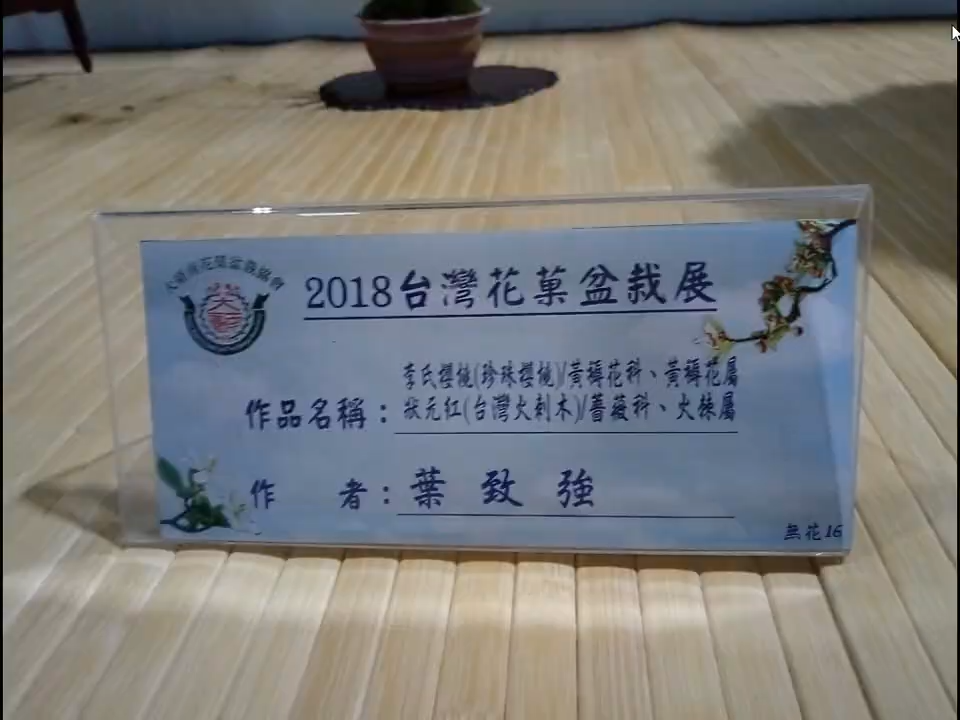 2018台灣花菓盆栽展
作品名稱：
李氏櫻桃(珍珠櫻桃)/黃褥花科、黃褥花屬
狀元紅(台灣火刺木)/薔薇科、火棘屬
作　者：葉 致 強
無花16